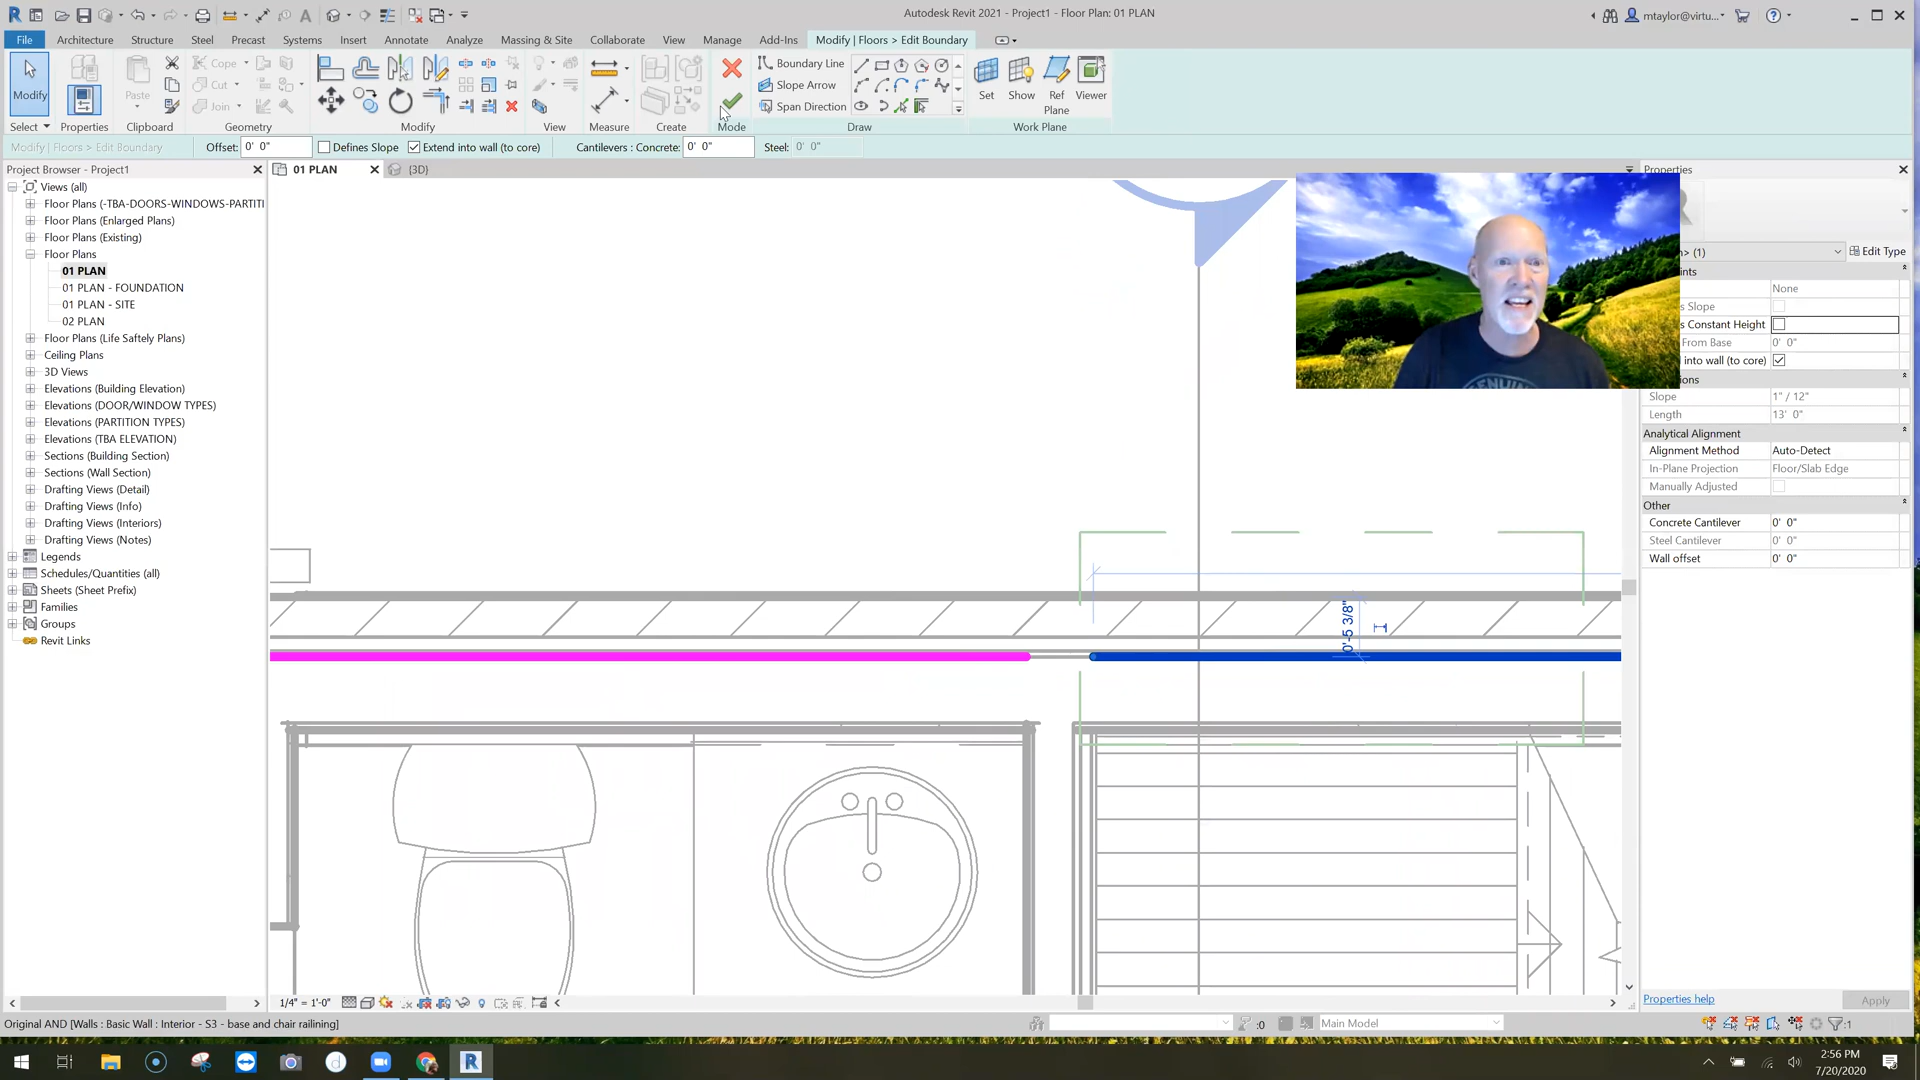 Autodesk Revit 2021 - Project1 - Floor Plan: 01 PLAN
mtaylor@virtu...
File Architecture Structure Steel Precast Systems Insert Annotate Analyze Massing & Site Collaborate View Manage Add-Ins Modify | Floors > Edit Boundary
Modify Paste Cope Cut Join Boundary Line Slope Arrow Span Direction Set Show Ref Plane Viewer
Select Properties Clipboard Geometry Modify View Measure Create Mode Draw Work Plane
Modify | Floors > Edit Boundary Offset: 0' 0" Defines Slope Extend into wall (to core) Cantilevers : Concrete: 0' 0" Steel: 0' 0"
Project Browser - Project1
Views (all)
Floor Plans (-TBA-DOORS-WINDOWS-PARTITI
Floor Plans (Enlarged Plans)
Floor Plans (Existing)
Floor Plans
01 PLAN
01 PLAN - FOUNDATION
01 PLAN - SITE
02 PLAN
Floor Plans (Life Saftely Plans)
Ceiling Plans
3D Views
Elevations (Building Elevation)
Elevations (DOOR/WINDOW TYPES)
Elevations (PARTITION TYPES)
Elevations (TBA ELEVATION)
Sections (Building Section)
Sections (Wall Section)
Drafting Views (Detail)
Drafting Views (Info)
Drafting Views (Interiors)
Drafting Views (Notes)
Legends
Schedules/Quantities (all)
Sheets (Sheet Prefix)
Families
Groups
Revit Links
01 PLAN
{3D}
0'-5 3/8"
1/4" = 1'-0"
Properties
> (1) Edit Type
None
Slope
s Constant Height
From Base 0' 0"
into wall (to core)
Slope 1" / 12"
Length 13' 0"
Analytical Alignment
Alignment Method Auto-Detect
In-Plane Projection Floor/Slab Edge
Manually Adjusted
Other
Concrete Cantilever 0' 0"
Steel Cantilever 0' 0"
Wall offset 0' 0"
Properties help Apply
Original AND [Walls : Basic Wall : Interior - S3 - base and chair railining]
:0 Main Model :1
2:56 PM
7/20/2020